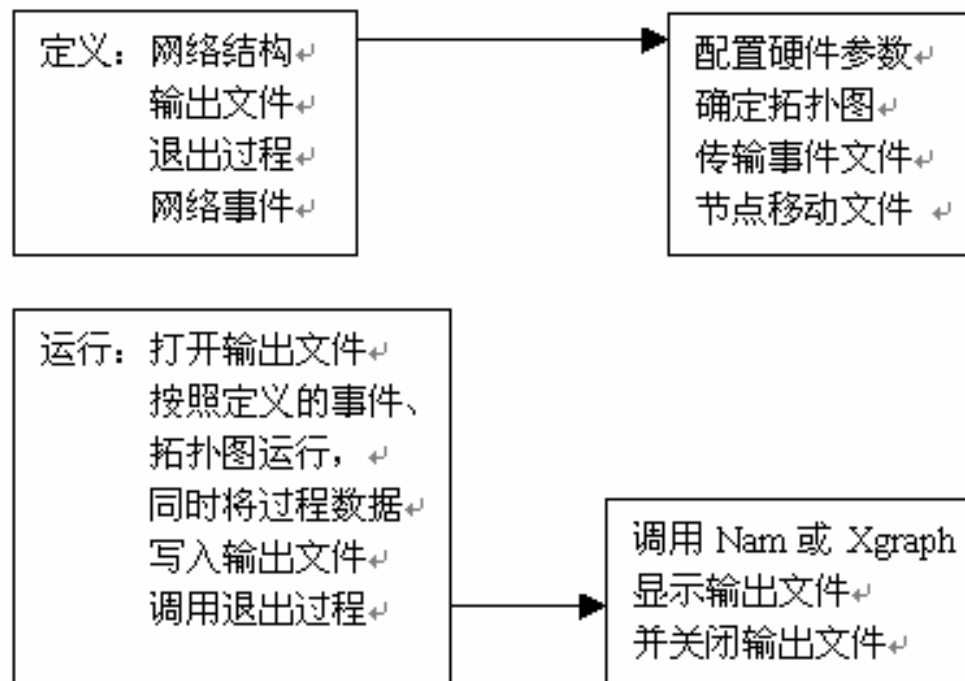 定义：网络结构
输出文件
退出过程
网络事件
配置硬件参数
确定拓扑图
传输事件文件
节点移动文件
运行：打开输出文件
按照定义的事件、
拓扑图运行，
同时将过程数据
写入输出文件
调用退出过程
调用 Nam 或 Xgraph
显示输出文件
并关闭输出文件